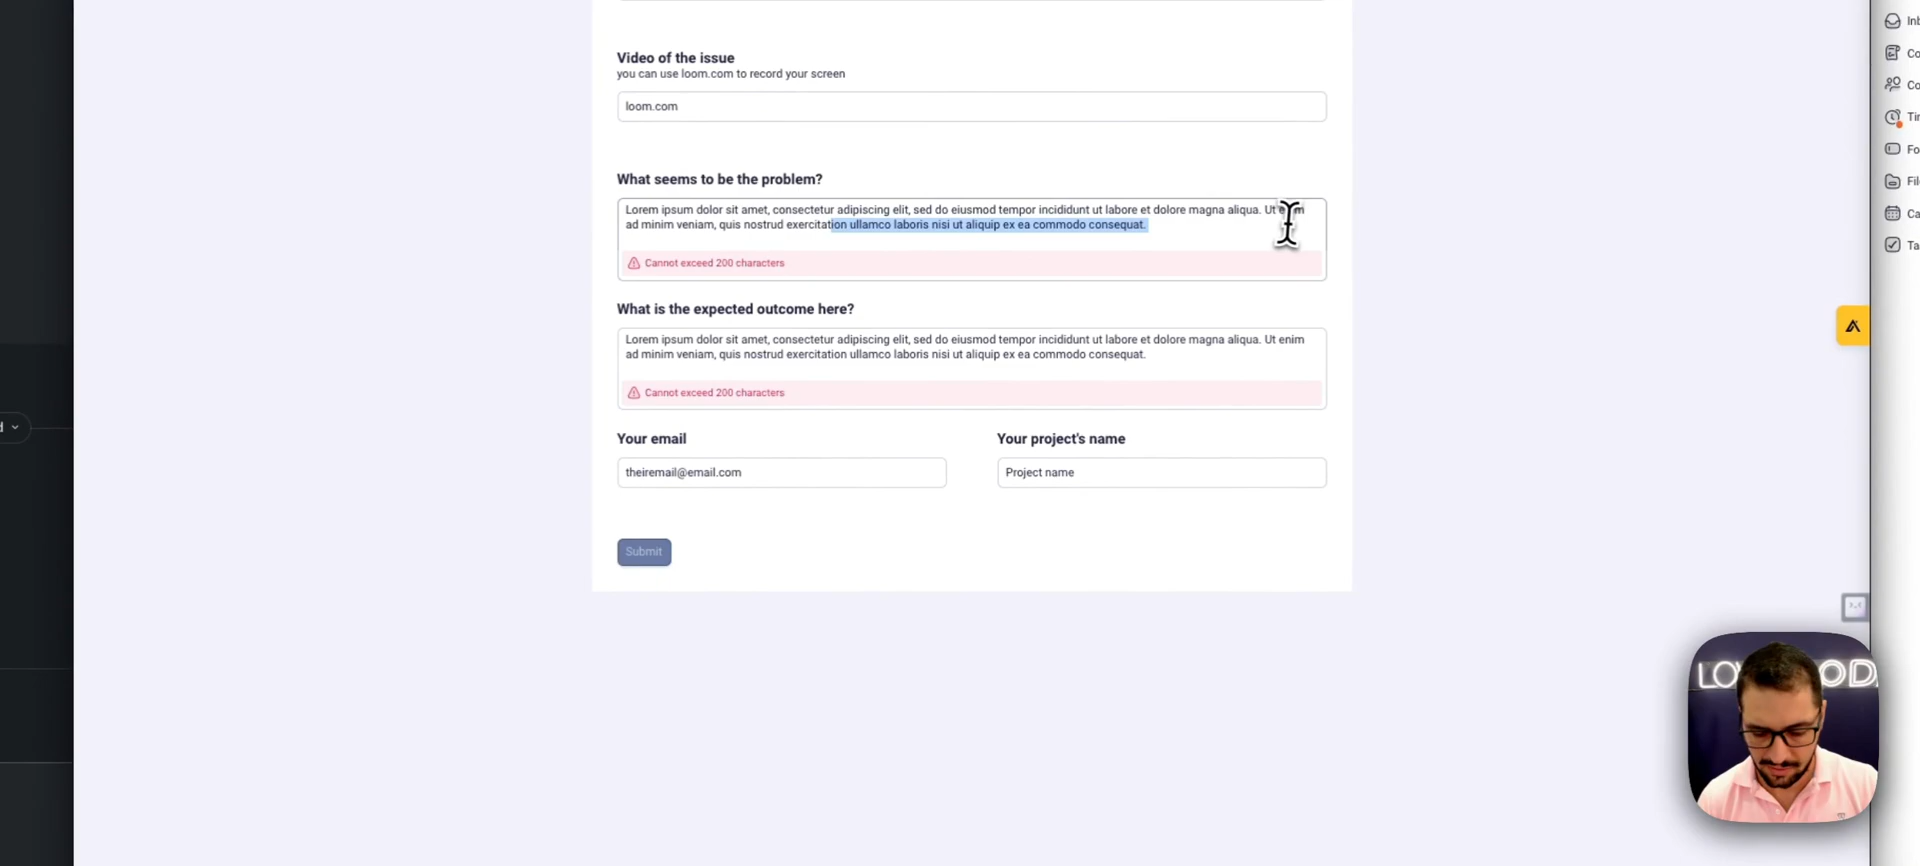 Video of the issue
you can use loom.com to record your screen
loom.com
What seems to be the problem?
Lorem ipsum dolor sit amet, consectetur adipiscing elit, sed do eiusmod tempor incididunt ut labore et dolore magna aliqua. Ut enim
ad minim veniam, quis nostrud exercitation ullamco laboris nisi ut aliquip ex ea commodo consequat.
Cannot exceed 200 characters
What is the expected outcome here?
Lorem ipsum dolor sit amet, consectetur adipiscing elit, sed do eiusmod tempor incididunt ut labore et dolore magna aliqua. Ut enim
ad minim veniam, quis nostrud exercitation ullamco laboris nisi ut aliquip ex ea commodo consequat.
Cannot exceed 200 characters
Your email
Your project's name
theiremail@email.com
Project name
Submit